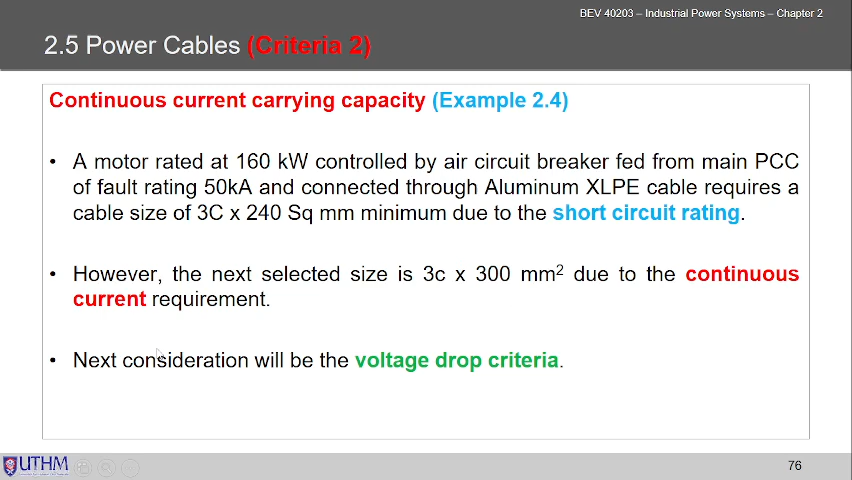 BEV 40203 – Industrial Power Systems – Chapter 2
2.5 Power Cables (Criteria 2)
Continuous current carrying capacity (Example 2.4)
• A motor rated at 160 kW controlled by air circuit breaker fed from main PCC
of fault rating 50kA and connected through Aluminum XLPE cable requires a
cable size of 3C x 240 Sq mm minimum due to the short circuit rating.
• However, the next selected size is 3c x 300 mm² due to the continuous
current requirement.
• Next consideration will be the voltage drop criteria.
UTHM
76